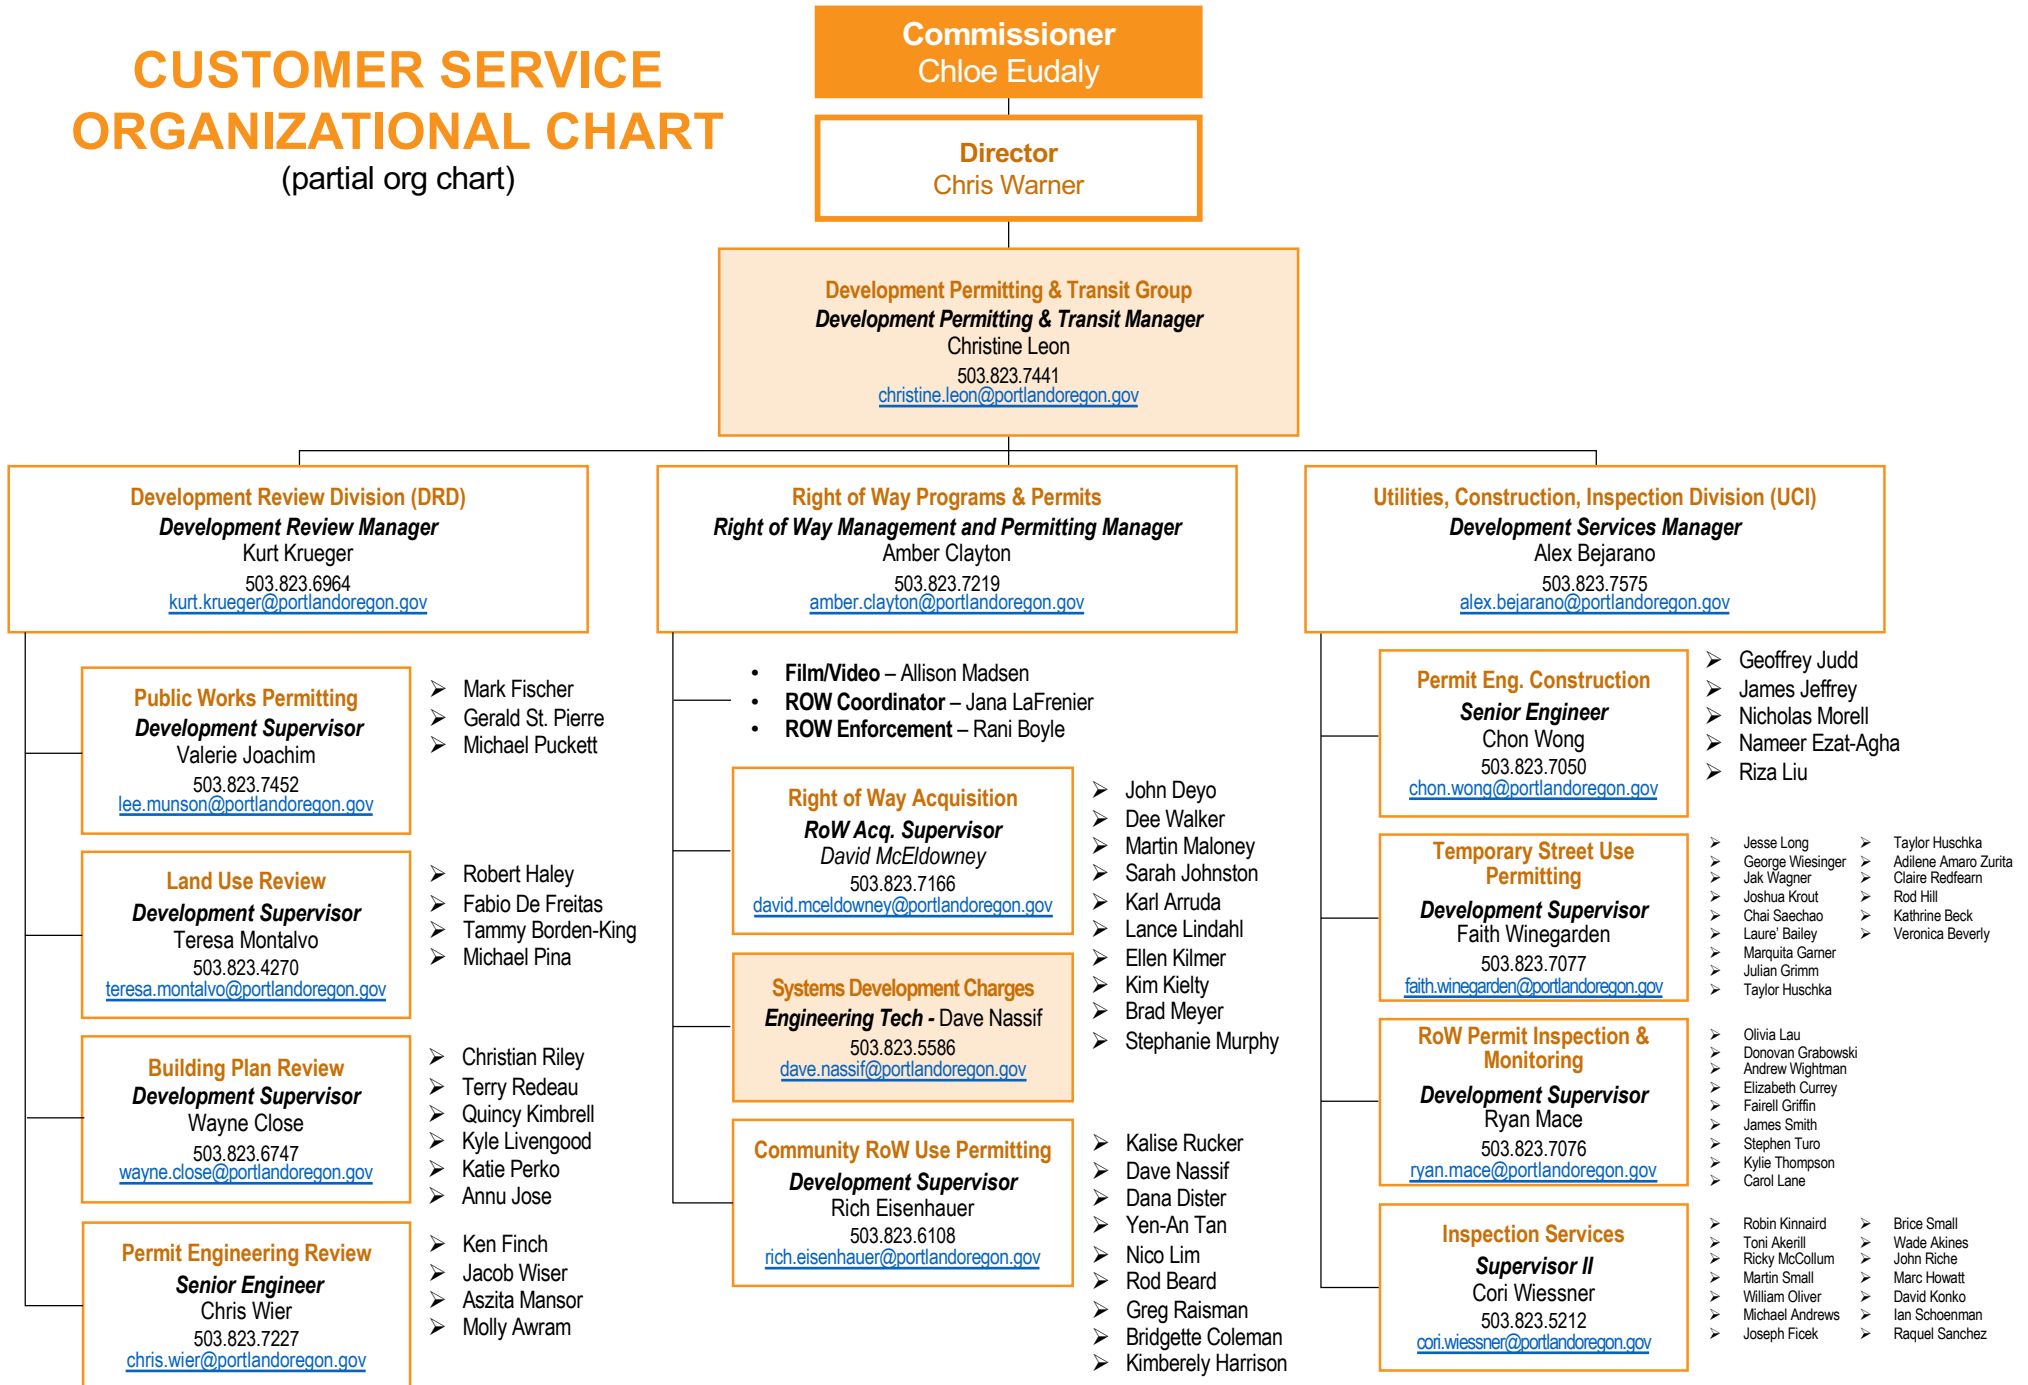 CUSTOMER SERVICE
ORGANIZATIONAL CHART
(partial org chart)
Commissioner
Chloe Eudaly
Director
Chris Warner
Development Permitting & Transit Group
Development Permitting & Transit Manager
Christine Leon
503.823.7441
christine.leon@portlandoregon.gov
Development Review Division (DRD)
Development Review Manager
Kurt Krueger
503.823.6964
kurt.krueger@portlandoregon.gov
Public Works Permitting
Development Supervisor
Valerie Joachim
503.823.7452
lee.munson@portlandoregon.gov
➢ Mark Fischer
➢ Gerald St. Pierre
➢ Michael Puckett
Land Use Review
Development Supervisor
Teresa Montalvo
503.823.4270
teresa.montalvo@portlandoregon.gov
➢ Robert Haley
➢ Fabio De Freitas
➢ Tammy Borden-King
➢ Michael Pina
Building Plan Review
Development Supervisor
Wayne Close
503.823.6747
wayne.close@portlandoregon.gov
➢ Christian Riley
➢ Terry Redeau
➢ Quincy Kimbrell
➢ Kyle Livengood
➢ Katie Perko
➢ Annu Jose
Permit Engineering Review
Senior Engineer
Chris Wier
503.823.7227
chris.wier@portlandoregon.gov
➢ Ken Finch
➢ Jacob Wiser
➢ Aszita Mansor
➢ Molly Awram
Right of Way Programs & Permits
Right of Way Management and Permitting Manager
Amber Clayton
503.823.7219
amber.clayton@portlandoregon.gov
• Film/Video – Allison Madsen
• ROW Coordinator – Jana LaFrenier
• ROW Enforcement – Rani Boyle
Right of Way Acquisition
RoW Acq. Supervisor
David McEldowney
503.823.7166
david.mceldowney@portlandoregon.gov
➢ John Deyo
➢ Dee Walker
➢ Martin Maloney
➢ Sarah Johnston
➢ Karl Arruda
➢ Lance Lindahl
➢ Ellen Kilmer
➢ Kim Kielty
➢ Brad Meyer
➢ Stephanie Murphy
Systems Development Charges
Engineering Tech - Dave Nassif
503.823.5586
dave.nassif@portlandoregon.gov
Community RoW Use Permitting
Development Supervisor
Rich Eisenhauer
503.823.6108
rich.eisenhauer@portlandoregon.gov
➢ Kalise Rucker
➢ Dave Nassif
➢ Dana Dister
➢ Yen-An Tan
➢ Nico Lim
➢ Rod Beard
➢ Greg Raisman
➢ Bridgette Coleman
➢ Kimberely Harrison
Utilities, Construction, Inspection Division (UCI)
Development Services Manager
Alex Bejarano
503.823.7575
alex.bejarano@portlandoregon.gov
Permit Eng. Construction
Senior Engineer
Chon Wong
503.823.7050
chon.wong@portlandoregon.gov
➢ Geoffrey Judd
➢ James Jeffrey
➢ Nicholas Morell
➢ Nameer Ezat-Agha
➢ Riza Liu
Temporary Street Use
Permitting
Development Supervisor
Faith Winegarden
503.823.7077
faith.winegarden@portlandoregon.gov
➢ Jesse Long
➢ George Wiesinger
➢ Jak Wagner
➢ Joshua Krout
➢ Chai Saechao
➢ Laure’ Bailey
➢ Marquita Garner
➢ Julian Grimm
➢ Taylor Huschka
➢ Taylor Huschka
➢ Adilene Amaro Zurita
➢ Claire Redfearn
➢ Rod Hill
➢ Kathrine Beck
➢ Veronica Beverly
RoW Permit Inspection &
Monitoring
Development Supervisor
Ryan Mace
503.823.7076
ryan.mace@portlandoregon.gov
➢ Olivia Lau
➢ Donovan Grabowski
➢ Andrew Wightman
➢ Elizabeth Currey
➢ Fairell Griffin
➢ James Smith
➢ Stephen Turo
➢ Kylie Thompson
➢ Carol Lane
Inspection Services
Supervisor II
Cori Wiessner
503.823.5212
cori.wiessner@portlandoregon.gov
➢ Robin Kinnaird
➢ Toni Akerill
➢ Ricky McCollum
➢ Martin Small
➢ William Oliver
➢ Michael Andrews
➢ Joseph Ficek
➢ Brice Small
➢ Wade Akines
➢ John Riche
➢ Marc Howatt
➢ David Konko
➢ Ian Schoenman
➢ Raquel Sanchez